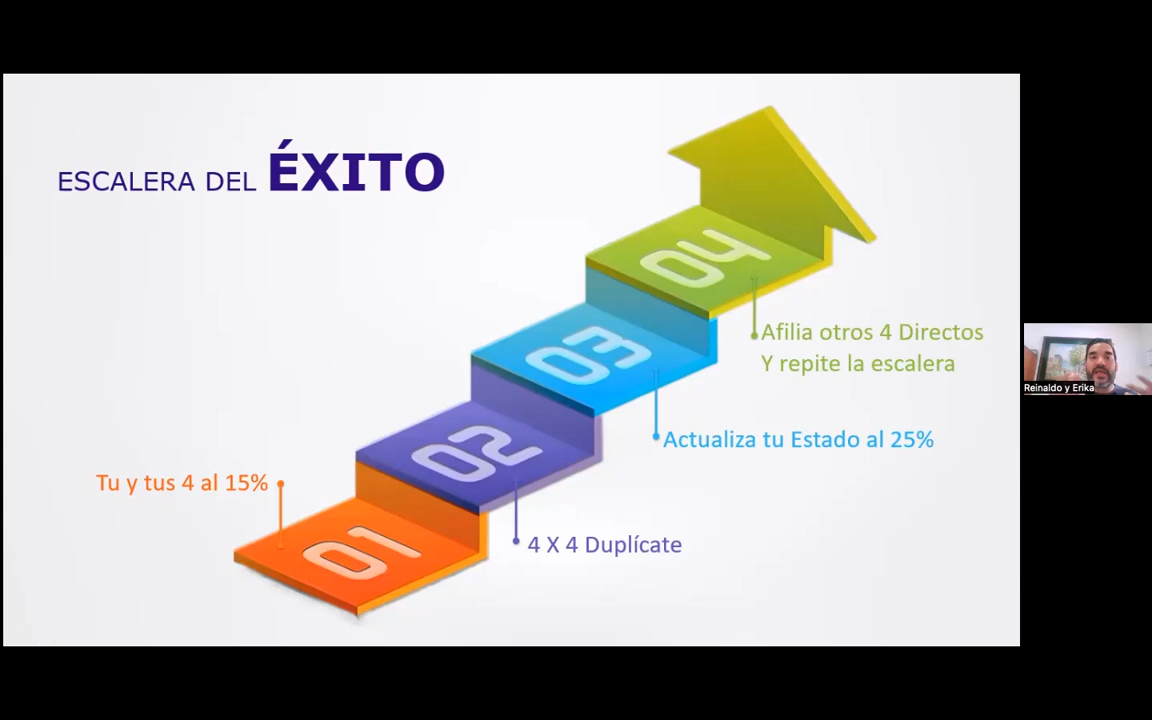 ESCALERA DEL ÉXITO
04
Afilia otros 4 Directos
Y repite la escalera
03
Actualiza tu Estado al 25%
02
4 X 4 Duplícate
Tu y tus 4 al 15%
01
Reinaldo y Erika